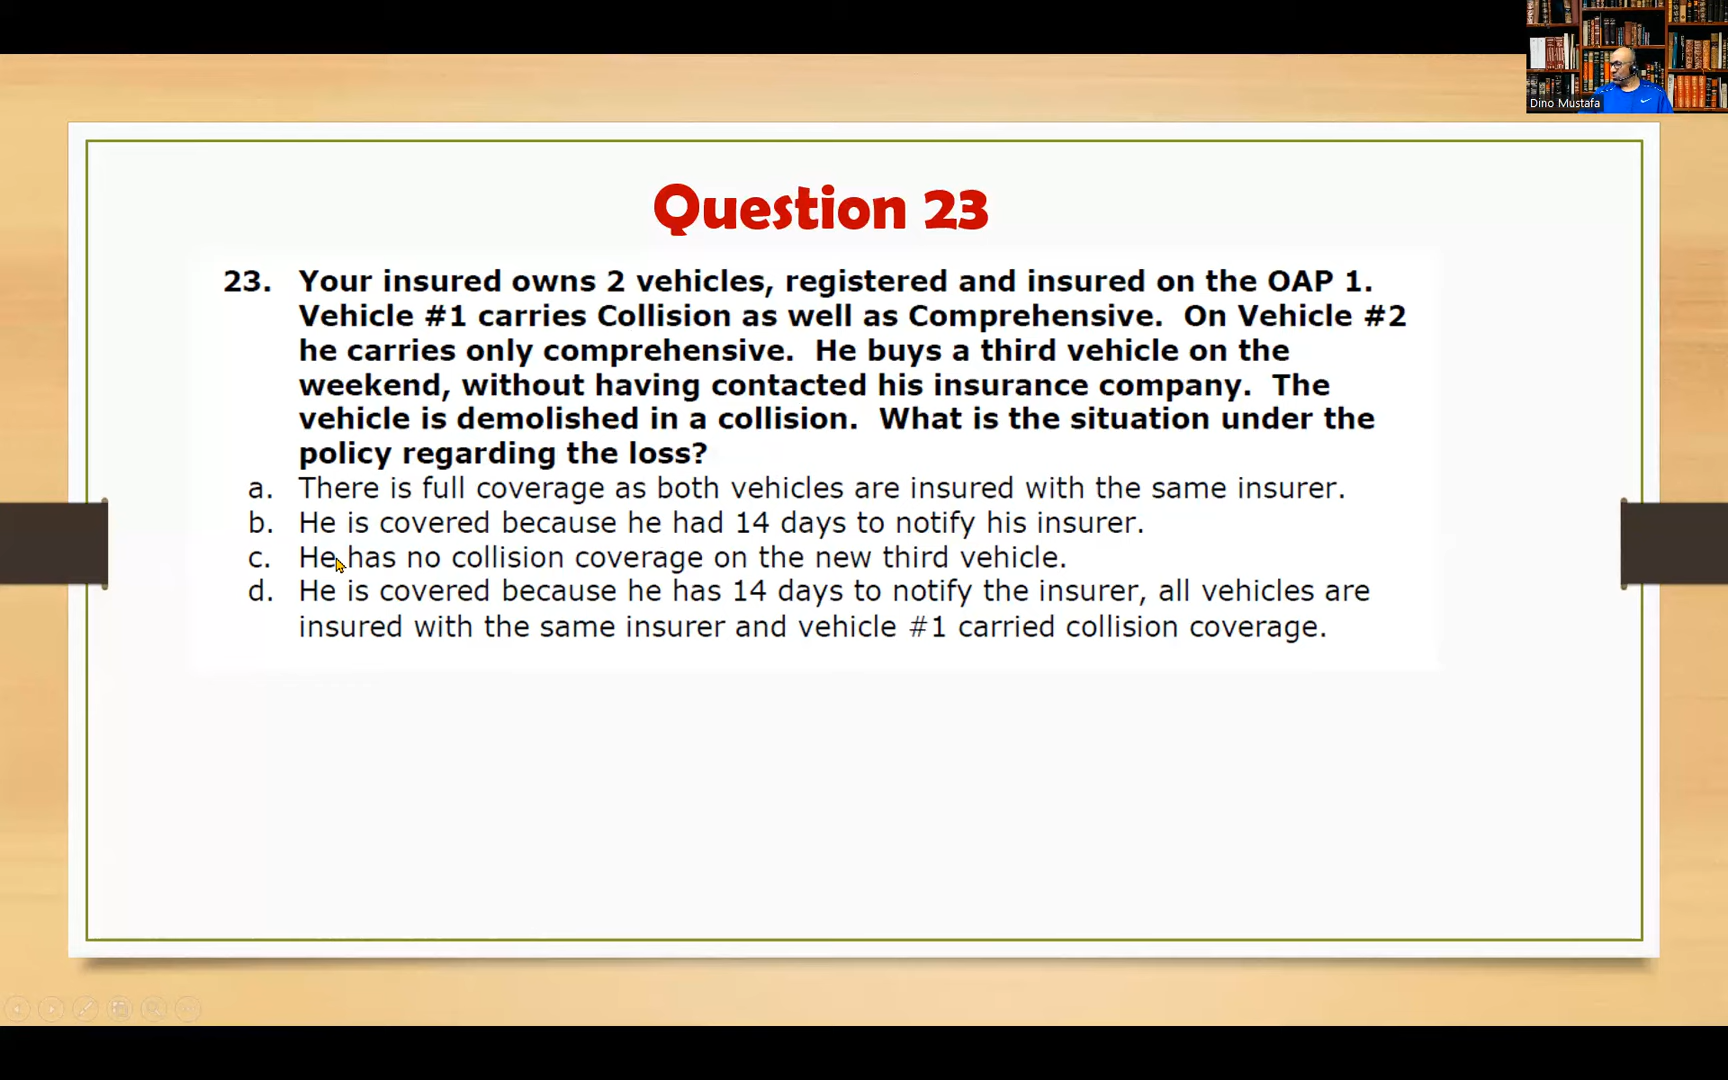 Dino Mustafa
Question 23
23. Your insured owns 2 vehicles, registered and insured on the OAP 1.
Vehicle #1 carries Collision as well as Comprehensive. On Vehicle #2
he carries only comprehensive. He buys a third vehicle on the
weekend, without having contacted his insurance company. The
vehicle is demolished in a collision. What is the situation under the
policy regarding the loss?
a. There is full coverage as both vehicles are insured with the same insurer.
b. He is covered because he had 14 days to notify his insurer.
c. He has no collision coverage on the new third vehicle.
d. He is covered because he has 14 days to notify the insurer, all vehicles are
insured with the same insurer and vehicle #1 carried collision coverage.